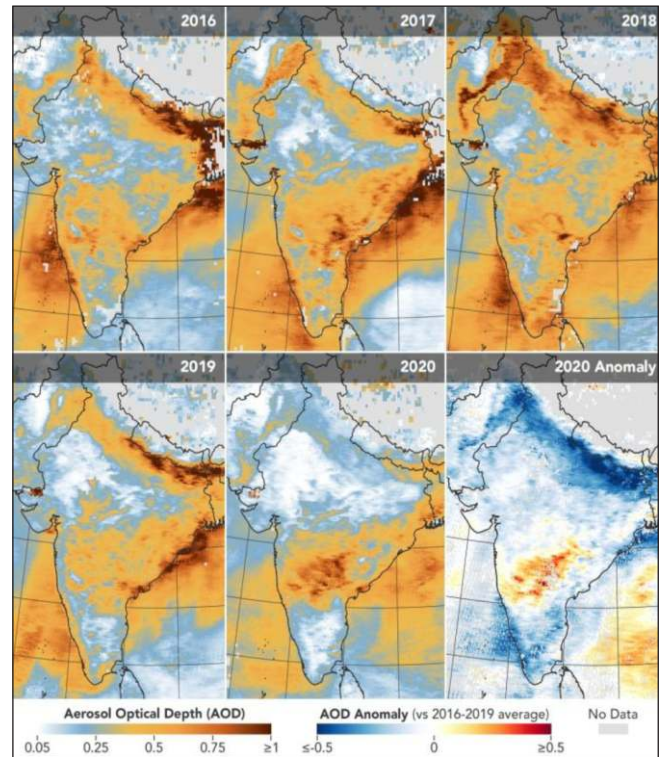 2016
2017
2018
2019
2020
2020 Anomaly
Aerosol Optical Depth (AOD)
0.05 0.25 0.5 0.75 ≥1
AOD Anomaly (vs 2016-2019 average)
≤-0.5 0 ≥0.5
No Data